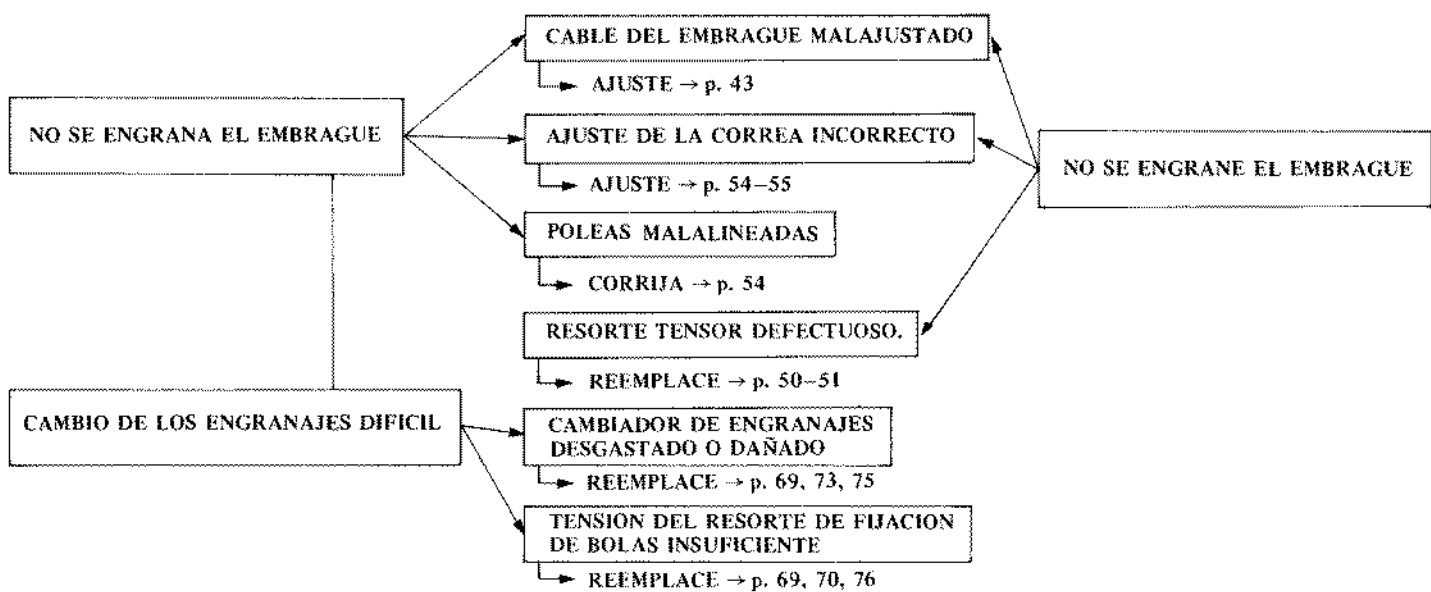 CABLE DEL EMBRAGUE MALAJUSTADO
AJUSTE → p. 43
NO SE ENGRANA EL EMBRAGUE
AJUSTE DE LA CORREA INCORRECTO
AJUSTE → p. 54–55
NO SE ENGRANE EL EMBRAGUE
POLEAS MALALINEADAS
CORRIJA → p. 54
RESORTE TENSOR DEFECTUOSO.
REEMPLACE → p. 50–51
CAMBIO DE LOS ENGRANAJES DIFICIL
CAMBIADOR DE ENGRANAJES
DESGASTADO O DAÑADO
REEMPLACE → p. 69, 73, 75
TENSION DEL RESORTE DE FIJACION
DE BOLAS INSUFICIENTE
REEMPLACE → p. 69, 70, 76